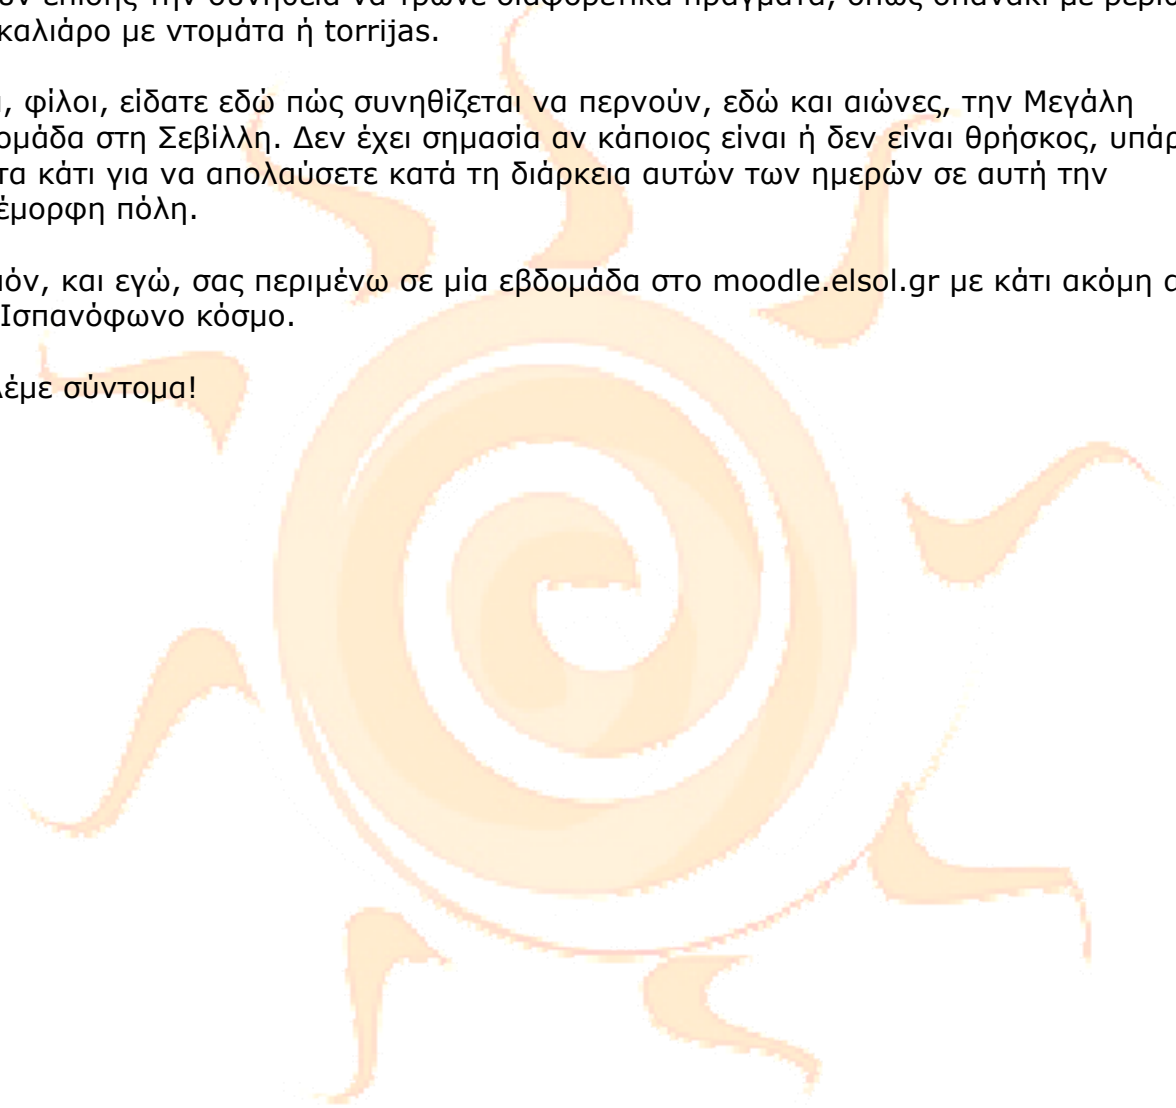 επίσης την συνήθεια να τρώνε διαφορετικά πράγματα, όπως σπανάκι με
καλιάρο με ντομάτα ή torrijas.
, φίλοι, είδατε εδώ πώς συνηθίζεται να περνούν, εδώ και αιώνες, την Μεγάλη
ομάδα στη Σεβίλλη. Δεν έχει σημασία αν κάποιος είναι ή δεν είναι θρήσκος, υπάρ
τα κάτι για να απολαύσετε κατά τη διάρκεια αυτών των ημερών σε αυτή την
έμορφη πόλη.
όν, και εγώ, σας περιμένω σε μία εβδομάδα στο moodle.elsol.gr με κάτι ακόμη
Ισπανόφωνο κόσμο.
λέμε σύντομα!